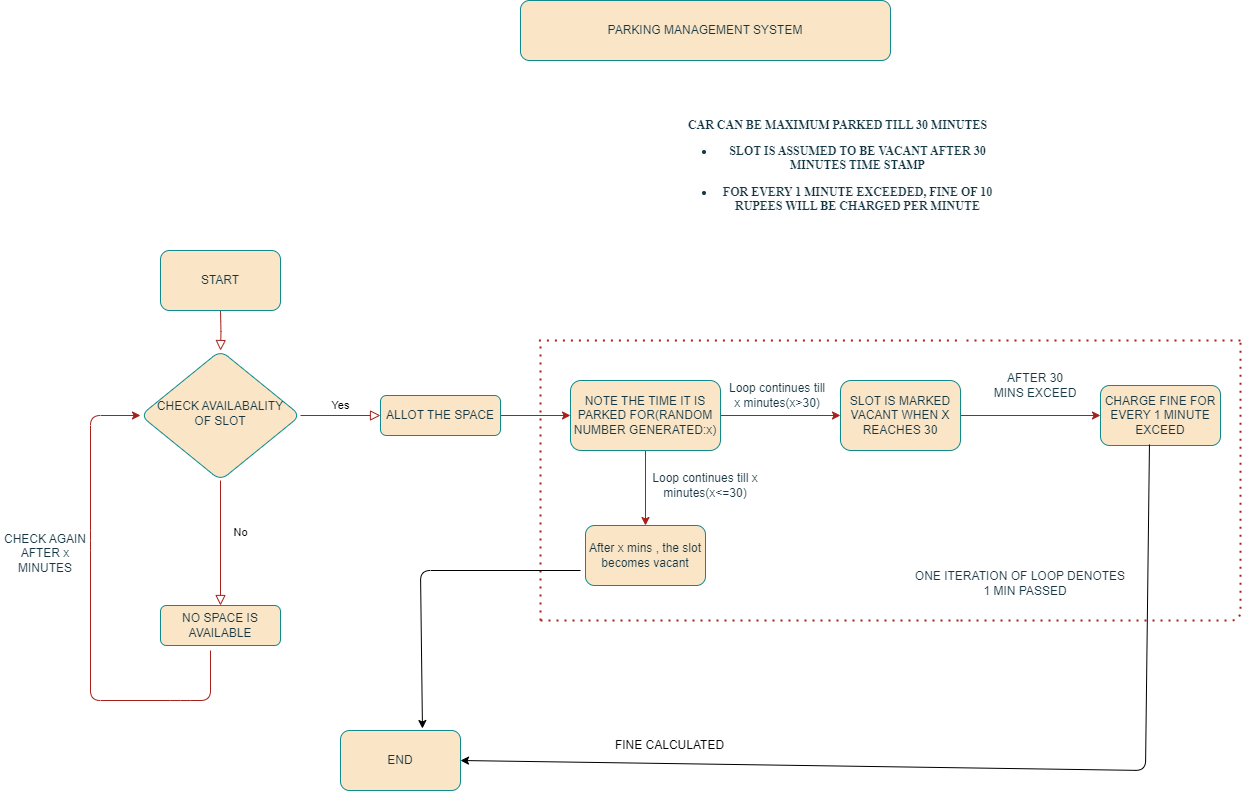 PARKING MANAGEMENT SYSTEM
CAR CAN BE MAXIMUM PARKED TILL 30 MINUTES
• SLOT IS ASSUMED TO BE VACANT AFTER 30
MINUTES TIME STAMP
• FOR EVERY 1 MINUTE EXCEEDED, FINE OF 10
RUPEES WILL BE CHARGED PER MINUTE
START
CHECK AVAILABALITY
OF SLOT
Yes
ALLOT THE SPACE
NOTE THE TIME IT IS
PARKED FOR(RANDOM
NUMBER GENERATED:x)
Loop continues till
x minutes(x>30)
SLOT IS MARKED
VACANT WHEN X
REACHES 30
AFTER 30
MINS EXCEED
CHARGE FINE FOR
EVERY 1 MINUTE
EXCEED
Loop continues till x
minutes(x<=30)
After x mins , the slot
becomes vacant
ONE ITERATION OF LOOP DENOTES
1 MIN PASSED
No
CHECK AGAIN
AFTER x
MINUTES
NO SPACE IS
AVAILABLE
FINE CALCULATED
END